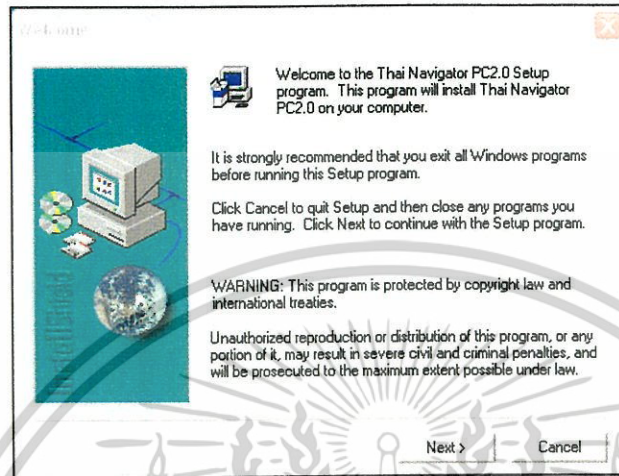 Welcome
Welcome to the Thai Navigator PC2.0 Setup
program. This program will install Thai Navigator
PC2.0 on your computer.
It is strongly recommended that you exit all Windows programs
before running this Setup program.
Click Cancel to quit Setup and then close any programs you
have running. Click Next to continue with the Setup program.
WARNING: This program is protected by copyright law and
international treaties.
Unauthorized reproduction or distribution of this program, or any
portion of it, may result in severe civil and criminal penalties, and
will be prosecuted to the maximum extent possible under law.
InstallShield
Next >
Cancel